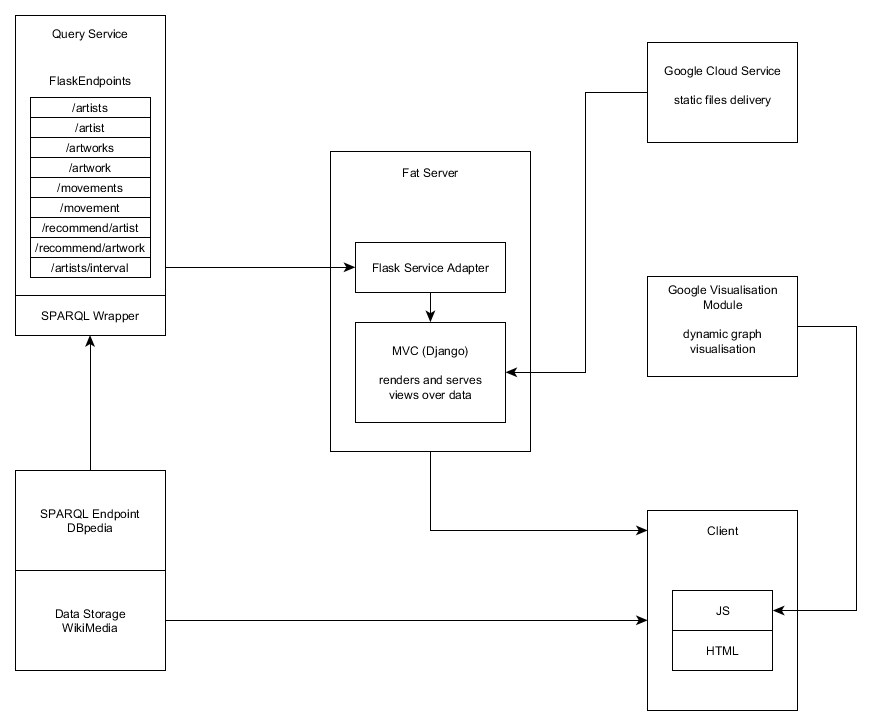 Query Service
FlaskEndpoints
/artists
/artist
/artworks
/artwork
/movements
/movement
/recommend/artist
/recommend/artwork
/artists/interval
SPARQL Wrapper
SPARQL Endpoint
DBpedia
Data Storage
WikiMedia
Fat Server
Flask Service Adapter
MVC (Django)
renders and serves
views over data
Google Cloud Service
static files delivery
Google Visualisation
Module
dynamic graph
visualisation
Client
JS
HTML